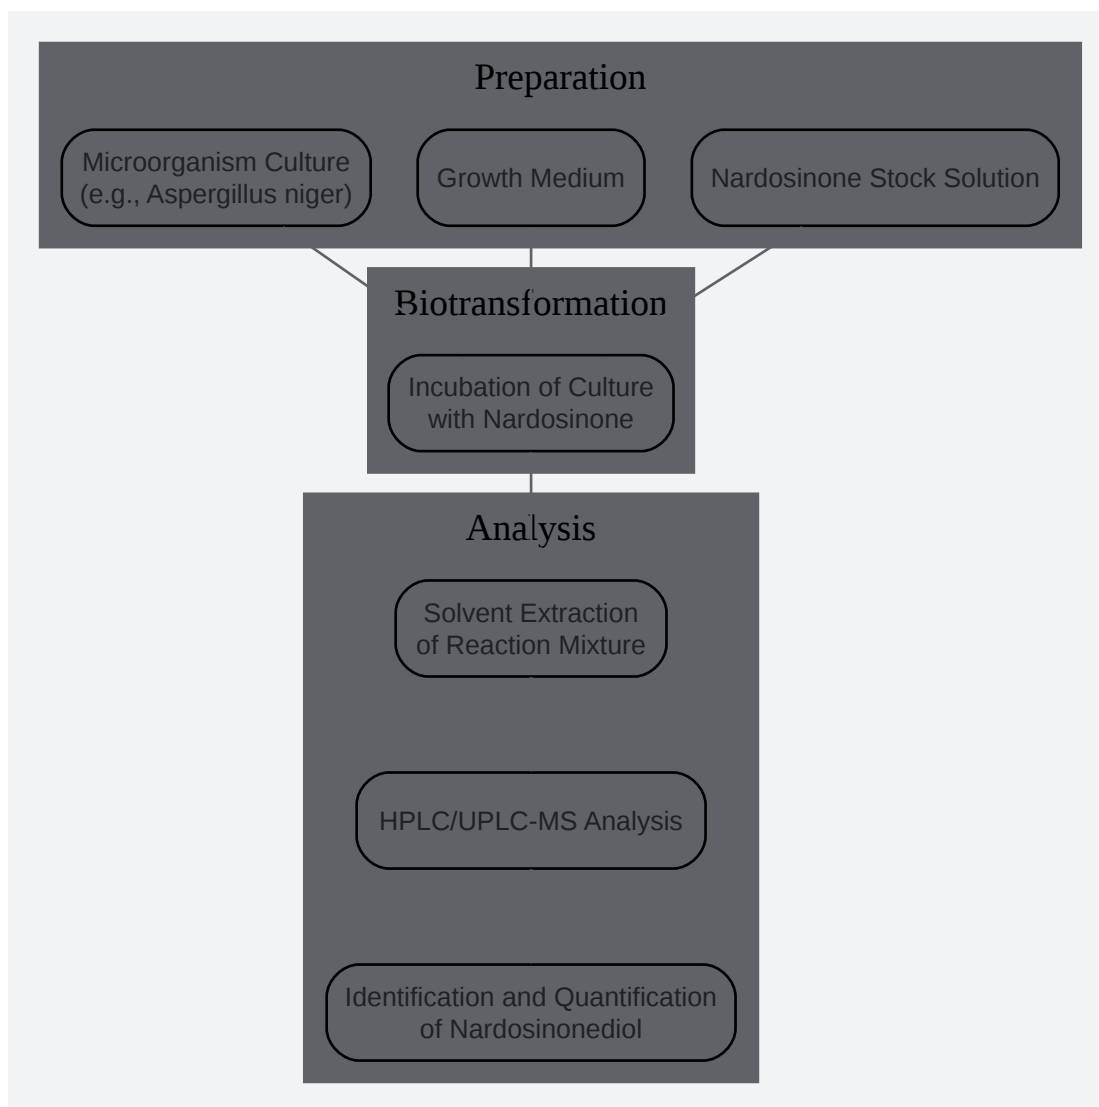 Preparation
Microorganism Culture
(e.g., Aspergillus niger)
Growth Medium
Nardosinone Stock Solution
Biotransformation
Incubation of Culture
with Nardosinone
Analysis
Solvent Extraction
of Reaction Mixture
HPLC/UPLC-MS Analysis
Identification and Quantification
of Nardosinonediol